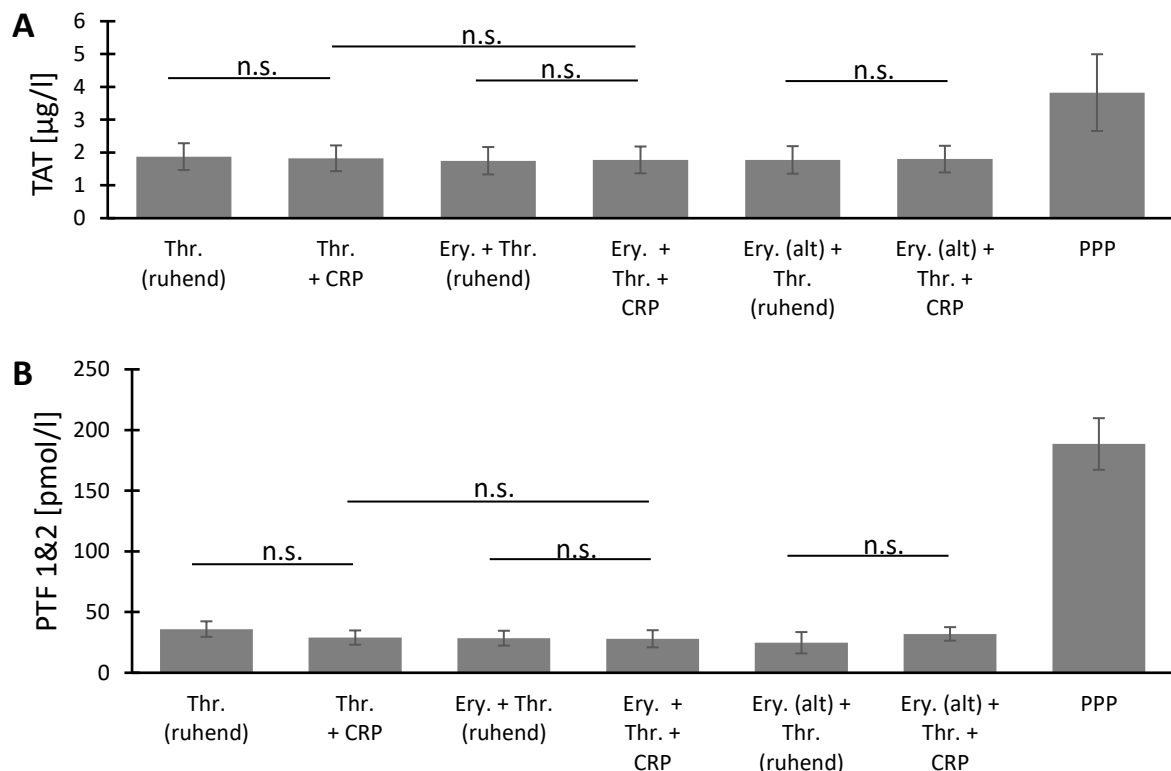 A
TAT [µg/l]
6
5
4
3
2
1
0
n.s.
n.s.
n.s.
n.s.
Thr.
(ruhend)
Thr.
+ CRP
Ery. + Thr.
(ruhend)
Ery. +
Thr. +
CRP
Ery. (alt) +
Thr.
(ruhend)
Ery. (alt) +
Thr. +
CRP
PPP
B
PTF 1&2 [pmol/l]
250
200
150
100
50
0
n.s.
n.s.
n.s.
n.s.
Thr.
(ruhend)
Thr.
+ CRP
Ery. + Thr.
(ruhend)
Ery. +
Thr. +
CRP
Ery. (alt) +
Thr.
(ruhend)
Ery. (alt) +
Thr. +
CRP
PPP